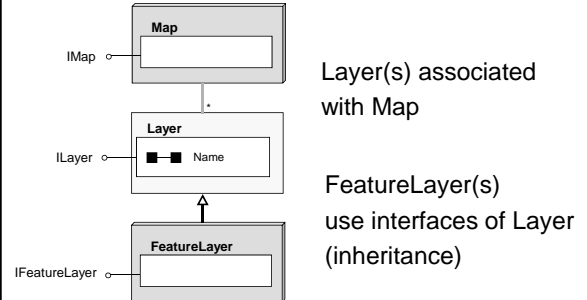 Map
IMap
Layer(s) associated
with Map
*
Layer
ILayer
Name
FeatureLayer(s)
use interfaces of Layer
(inheritance)
FeatureLayer
IFeatureLayer